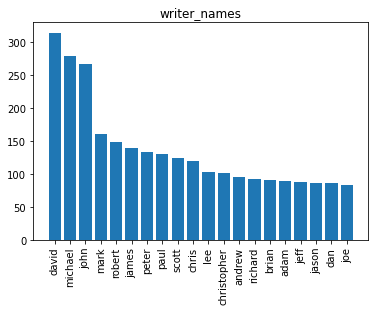 writer_names
300
250
200
150
100
50
0
david
michael
john
mark
robert
james
peter
paul
scott
chris
lee
christopher
andrew
richard
brian
adam
jeff
jason
dan
joe